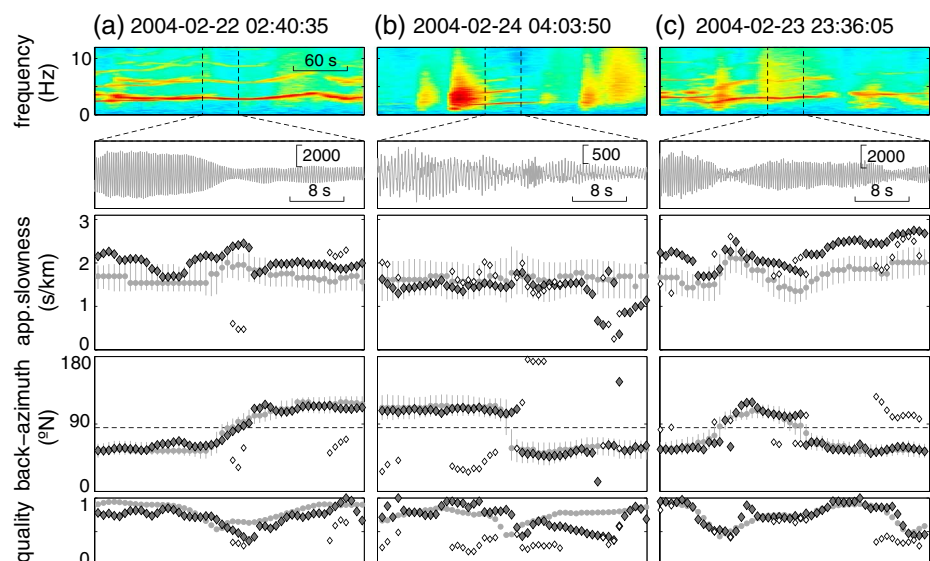 (a) 2004-02-22 02:40:35
(b) 2004-02-24 04:03:50
(c) 2004-02-23 23:36:05
frequency
(Hz)
10
0
60 s
2000
8 s
500
8 s
2000
8 s
app.slowness
(s/km)
3
2
1
0
back-azimuth
(ºN)
180
90
0
quality
1
0